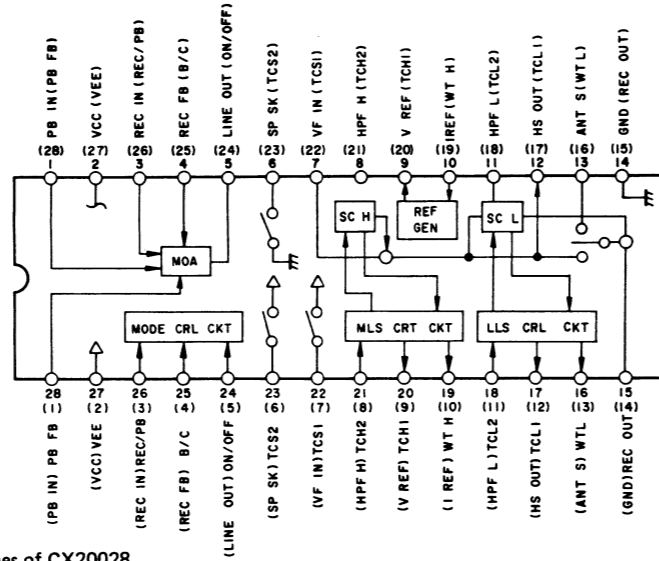 PB IN(PB FB)
VCC(VEE)
REC IN(REC/PB)
REC FB(B/C)
LINE OUT(ON/OFF)
SP SK(TCS2)
VF IN(TCS1)
HPF H(TCH2)
V REF(TCH1)
IREF(WT H)
HPF L(TCL2)
HS OUT(TCL1)
ANT S(WTL)
GND(REC OUT)
(28) (27) (26) (25) (24) (23) (22) (21) (20) (19) (18) (17) (16) (15)
1 2 3 4 5 6 7 8 9 10 11 12 13 14
MOA
SC H
REF
GEN
SC L
MODE CRL CKT
MLS CRT CKT
LLS CRL CKT
28 27 26 25 24 23 22 21 20 19 18 17 16 15
(1) (2) (3) (4) (5) (6) (7) (8) (9) (10) (11) (12) (13) (14)
(PB IN) PB FB
(VCC)VEE
(REC IN)REC/PB
(REC FB) B/C
(LINE OUT)ON/OFF
(SP SK)TCS2
(VF IN)TCS1
(HPF H)TCH2
(V REF)TCH1
(I REF) WT H
(HPF L)TCL2
(HS OUT)TCL1
(ANT S)WTL
(GND)REC OUT
of CX20028